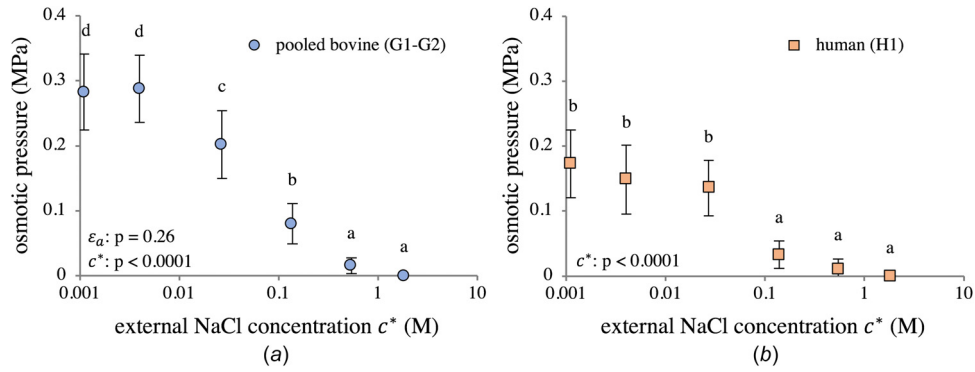 0.4
0.3
0.2
0.1
0
osmotic pressure (MPa)
d d c b a a
pooled bovine (G1-G2)
εₐ: p = 0.26
c*: p < 0.0001
0.001 0.01 0.1 1 10
external NaCl concentration c* (M)
(a)
0.4
0.3
0.2
0.1
0
osmotic pressure (MPa)
b b b a a a
human (H1)
c*: p < 0.0001
0.001 0.01 0.1 1 10
external NaCl concentration c* (M)
(b)